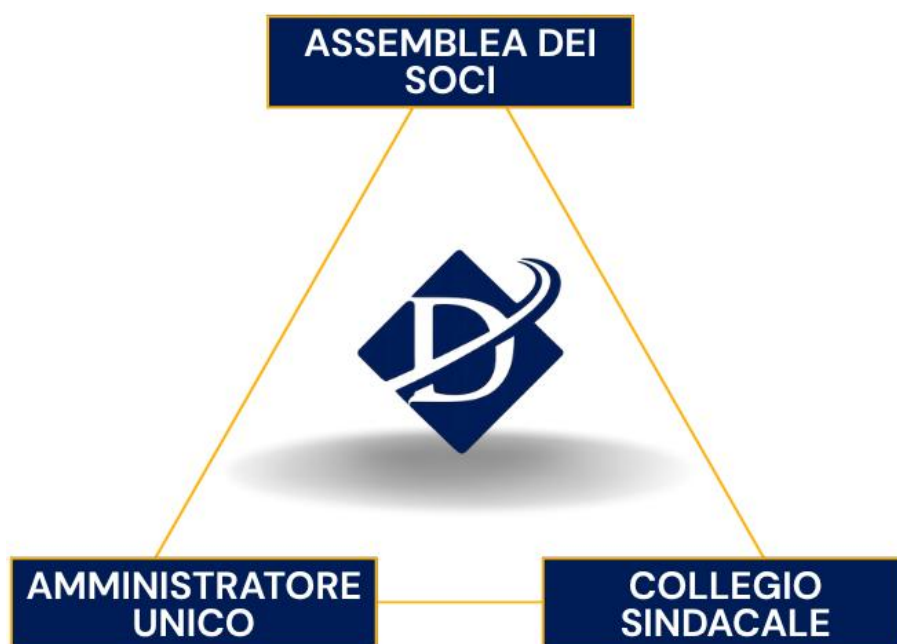 ASSEMBLEA DEI
SOCI
D
AMMINISTRATORE
UNICO
COLLEGIO
SINDACALE